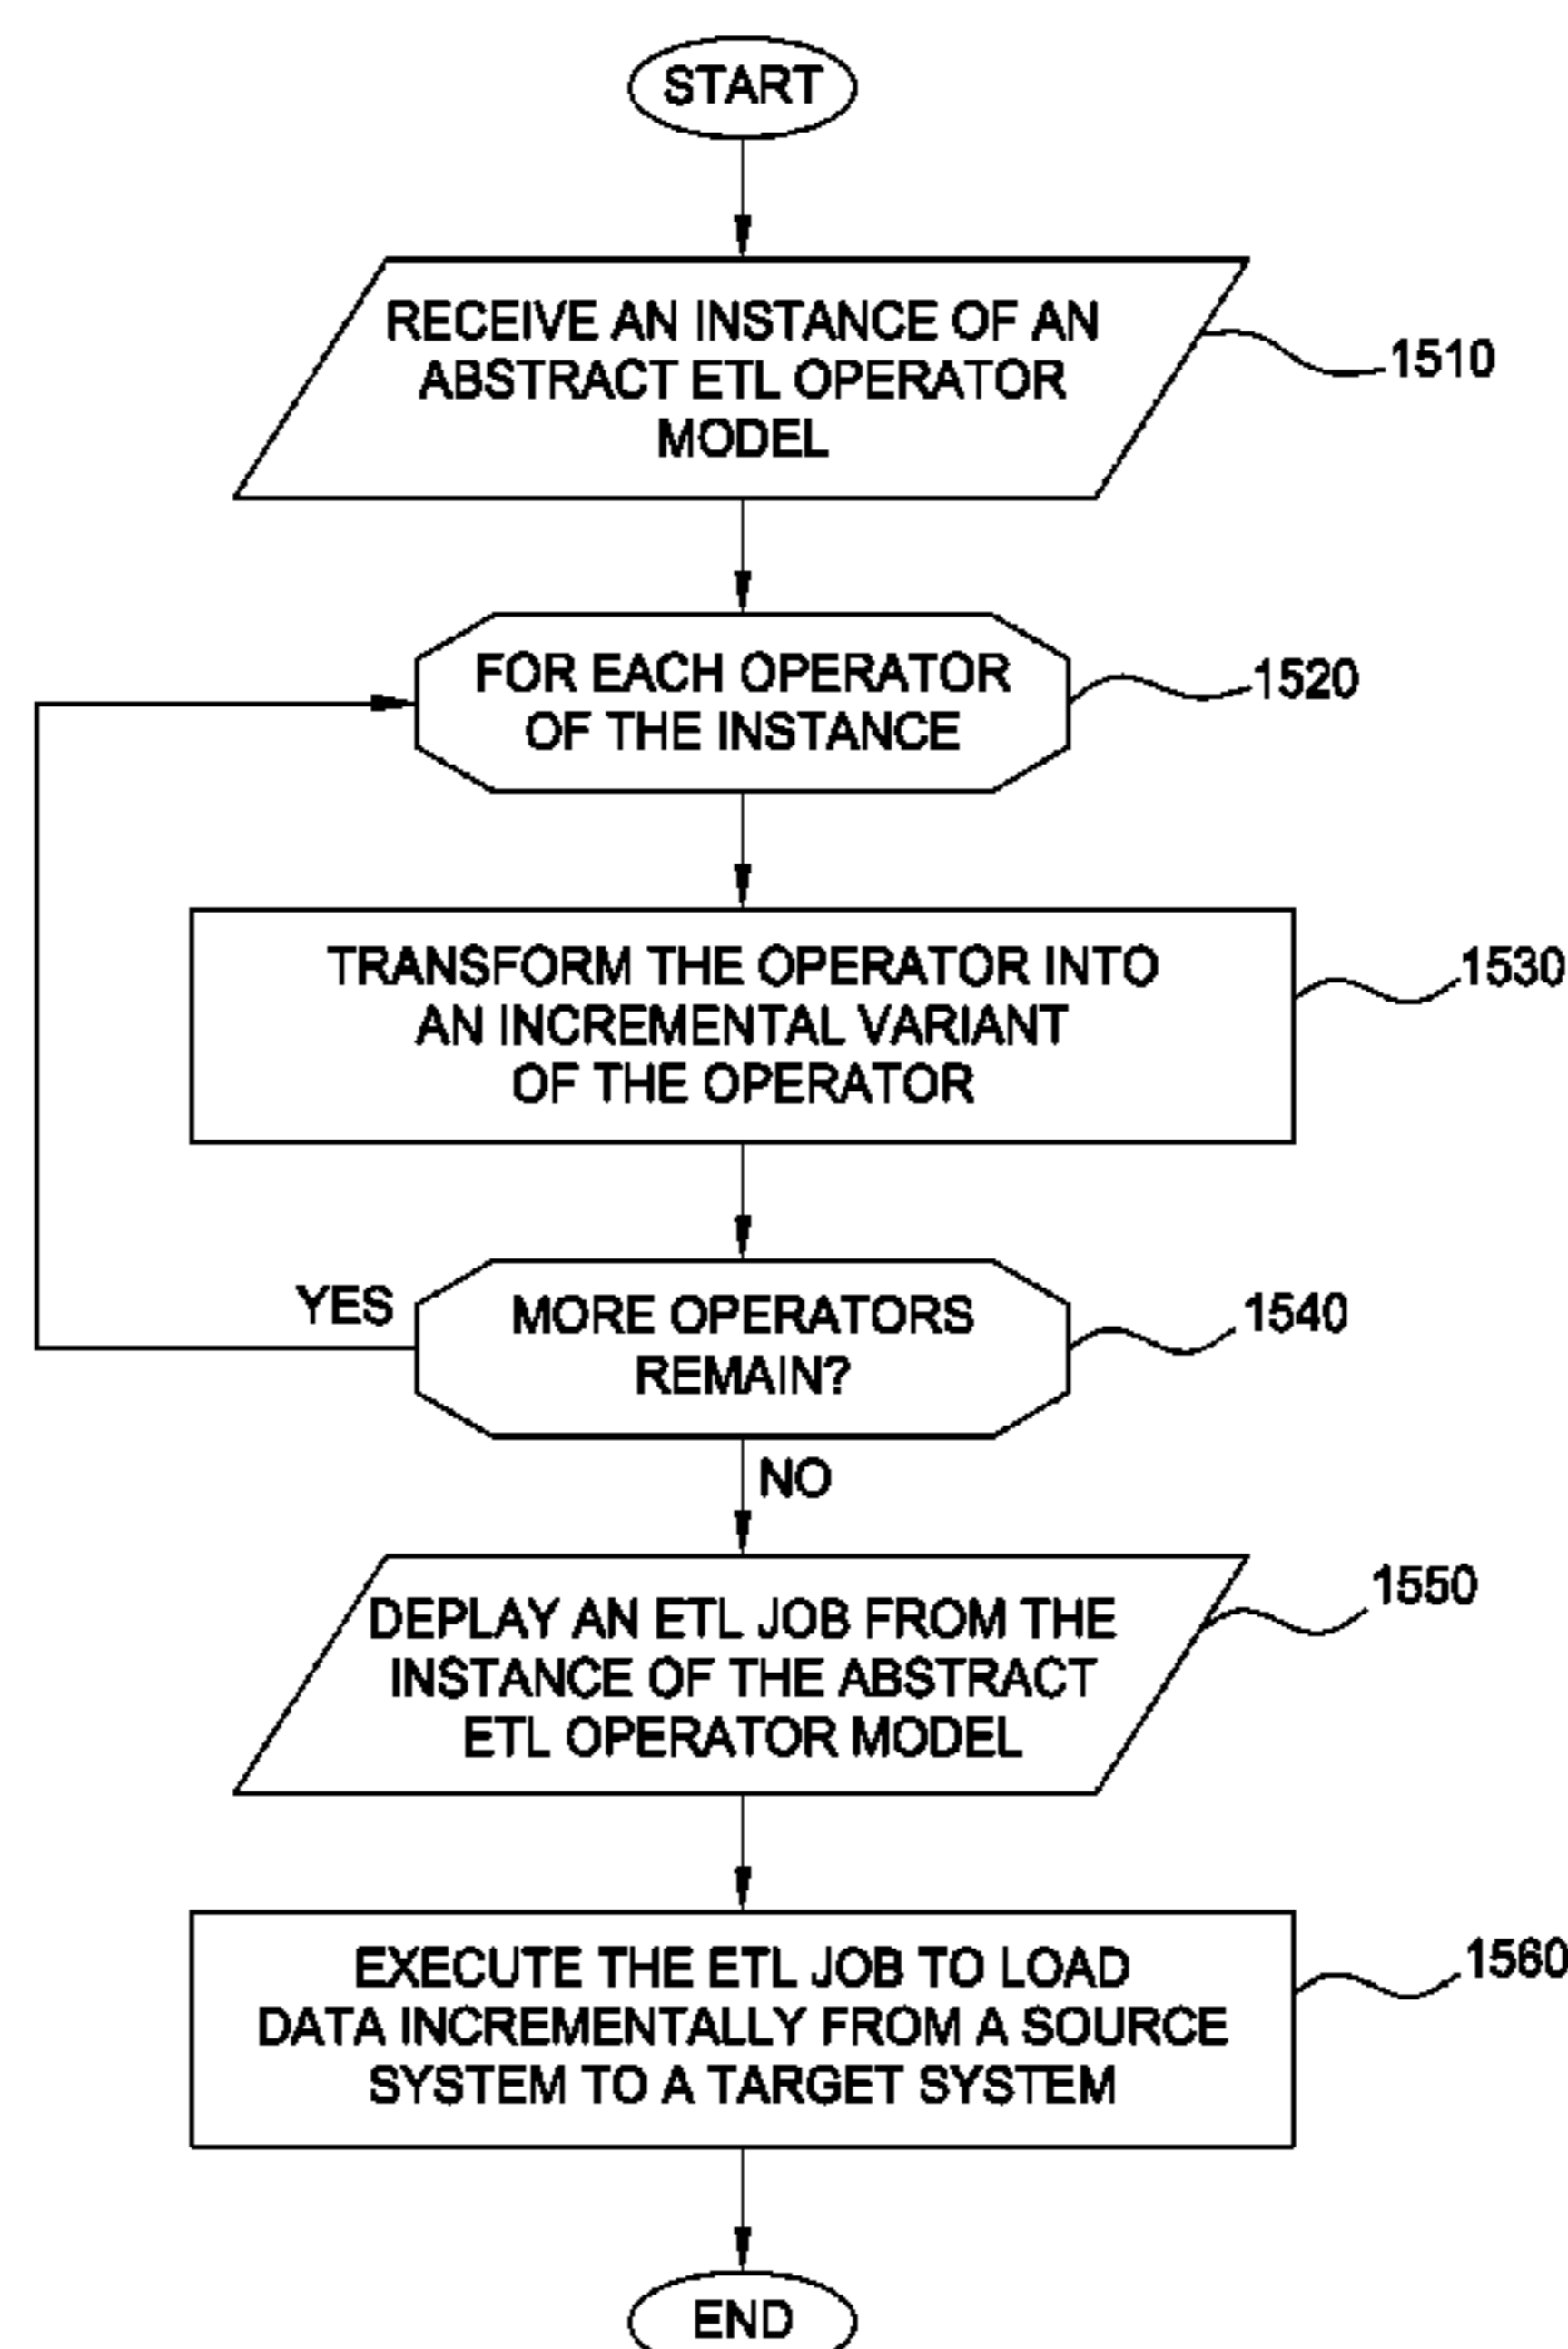 START
RECEIVE AN INSTANCE OF AN
ABSTRACT ETL OPERATOR
MODEL
1510
FOR EACH OPERATOR
OF THE INSTANCE
1520
TRANSFORM THE OPERATOR INTO
AN INCREMENTAL VARIANT
OF THE OPERATOR
1530
MORE OPERATORS
REMAIN?
1540
YES
NO
DEPLAY AN ETL JOB FROM THE
INSTANCE OF THE ABSTRACT
ETL OPERATOR MODEL
1550
EXECUTE THE ETL JOB TO LOAD
DATA INCREMENTALLY FROM A SOURCE
SYSTEM TO A TARGET SYSTEM
1560
END